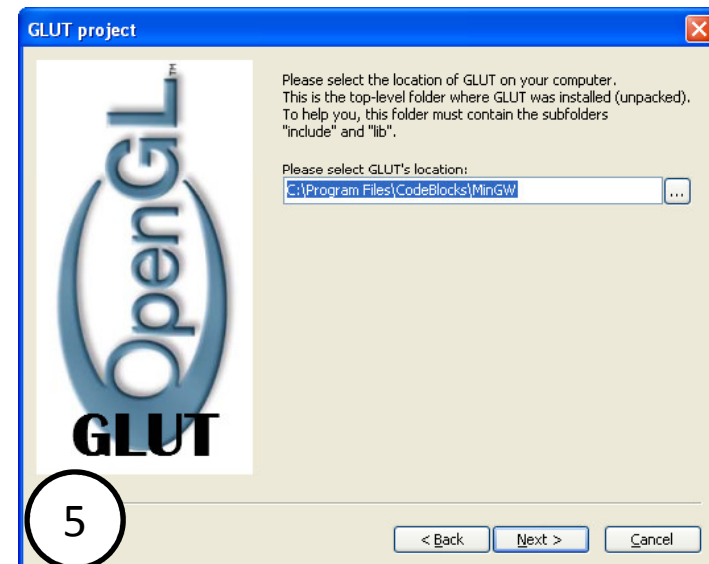 GLUT project
OpenGL™
GLUT
Please select the location of GLUT on your computer.
This is the top-level folder where GLUT was installed (unpacked).
To help you, this folder must contain the subfolders
"include" and "lib".
Please select GLUT's location:
C:\Program Files\CodeBlocks\MinGW
...
5
< Back
Next >
Cancel